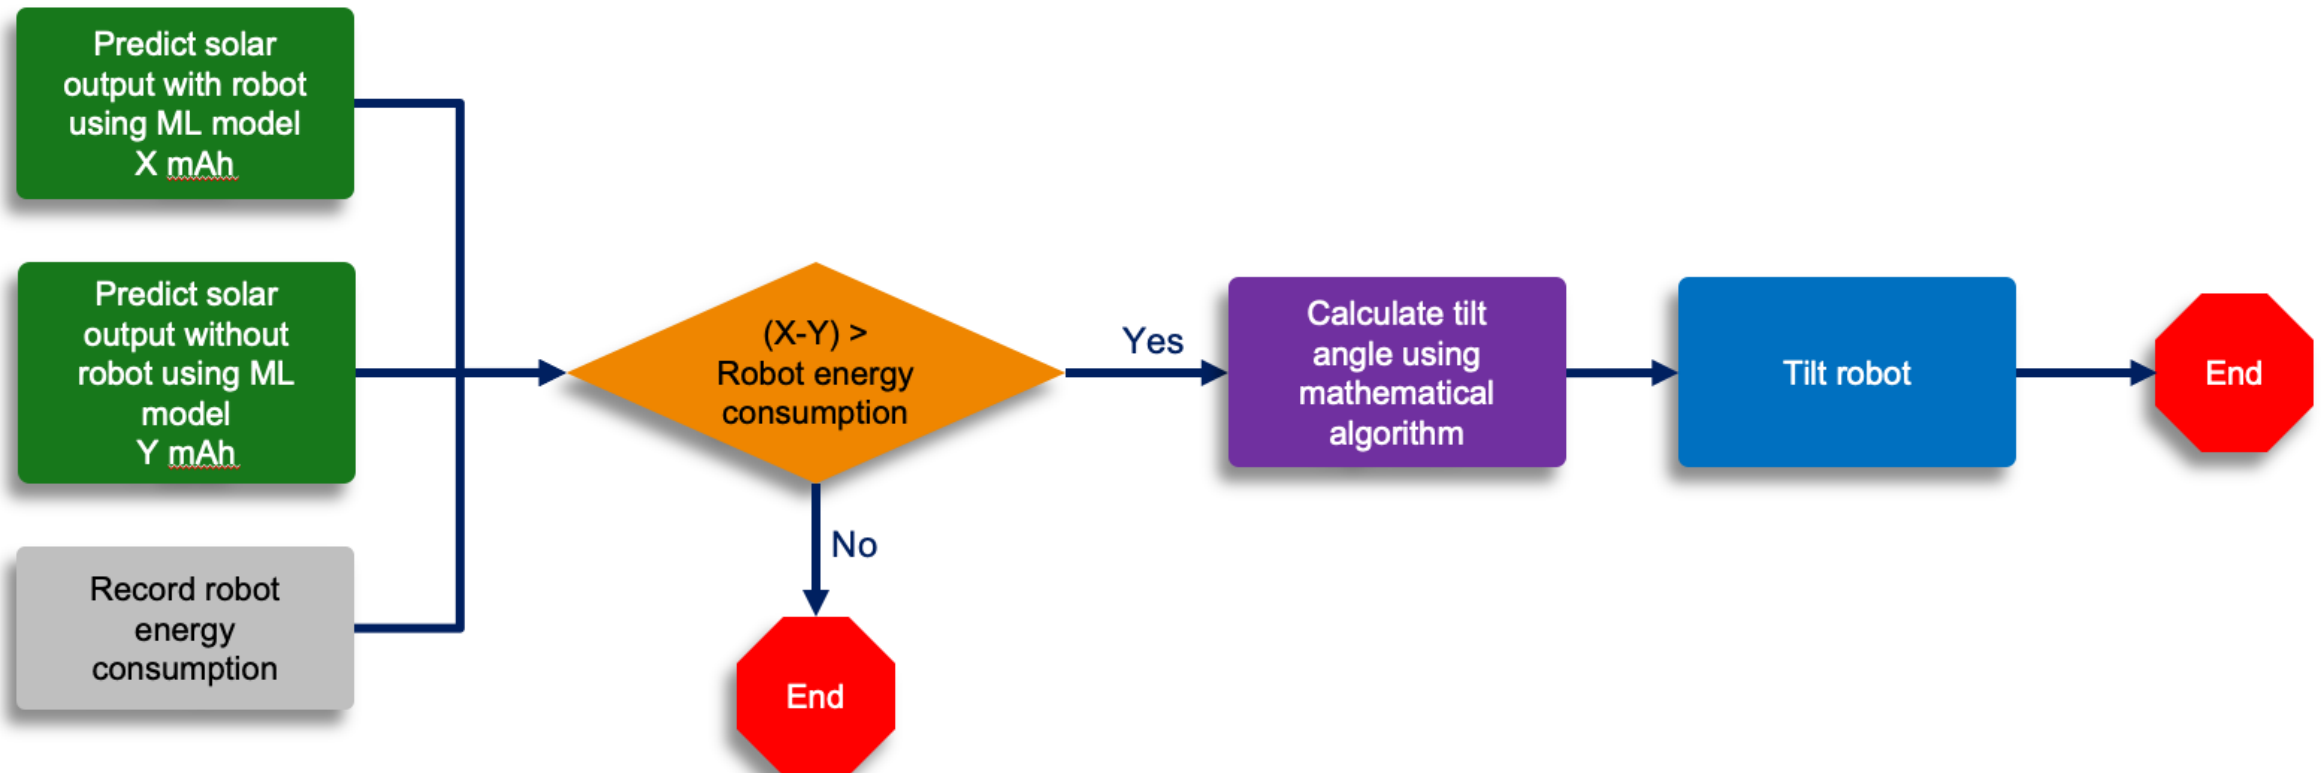 Predict solar
output with robot
using ML model
X mAh
Predict solar
output without
robot using ML
model
Y mAh
Record robot
energy
consumption
(X-Y) >
Robot energy
consumption
Yes
No
End
Calculate tilt
angle using
mathematical
algorithm
Tilt robot
End